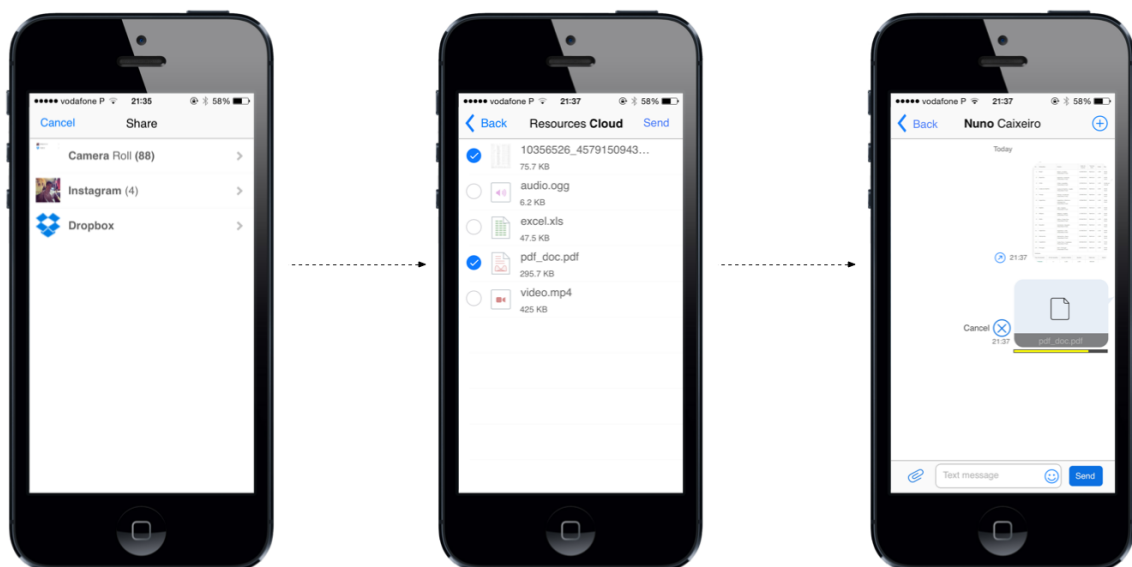 vodafone P 21:35 58%
Cancel Share
Camera Roll (88)
Instagram (4)
Dropbox
vodafone P 21:37 58%
Back Resources Cloud Send
10356526_4579150943...
75.7 KB
audio.ogg
6.2 KB
excel.xls
47.5 KB
pdf_doc.pdf
295.7 KB
video.mp4
425 KB
vodafone P 21:37 58%
Back Nuno Caixeiro
Today
21:37
Cancel
21:37
pdf_doc.pdf
Text message Send